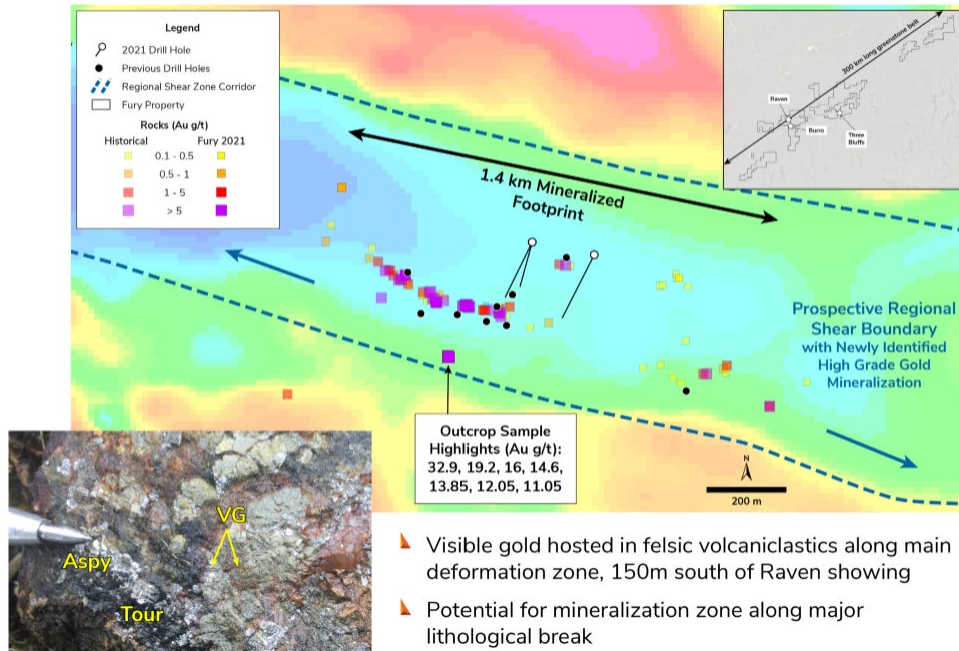 Legend
2021 Drill Hole
Previous Drill Holes
Regional Shear Zone Corridor
Fury Property
Rocks (Au g/t)
Historical Fury 2021
0.1 - 0.5
0.5 - 1
1 - 5
> 5
300 km long greenstone belt
Raven
Burro
Three
Bluffs
1.4 km Mineralized
Footprint
Prospective Regional
Shear Boundary
with Newly Identified
High Grade Gold
Mineralization
Outcrop Sample
Highlights (Au g/t):
32.9, 19.2, 16, 14.6,
13.85, 12.05, 11.05
N
200 m
VG
Aspy
Tour
Visible gold hosted in felsic volcaniclastics along main
deformation zone, 150m south of Raven showing
Potential for mineralization zone along major
lithological break